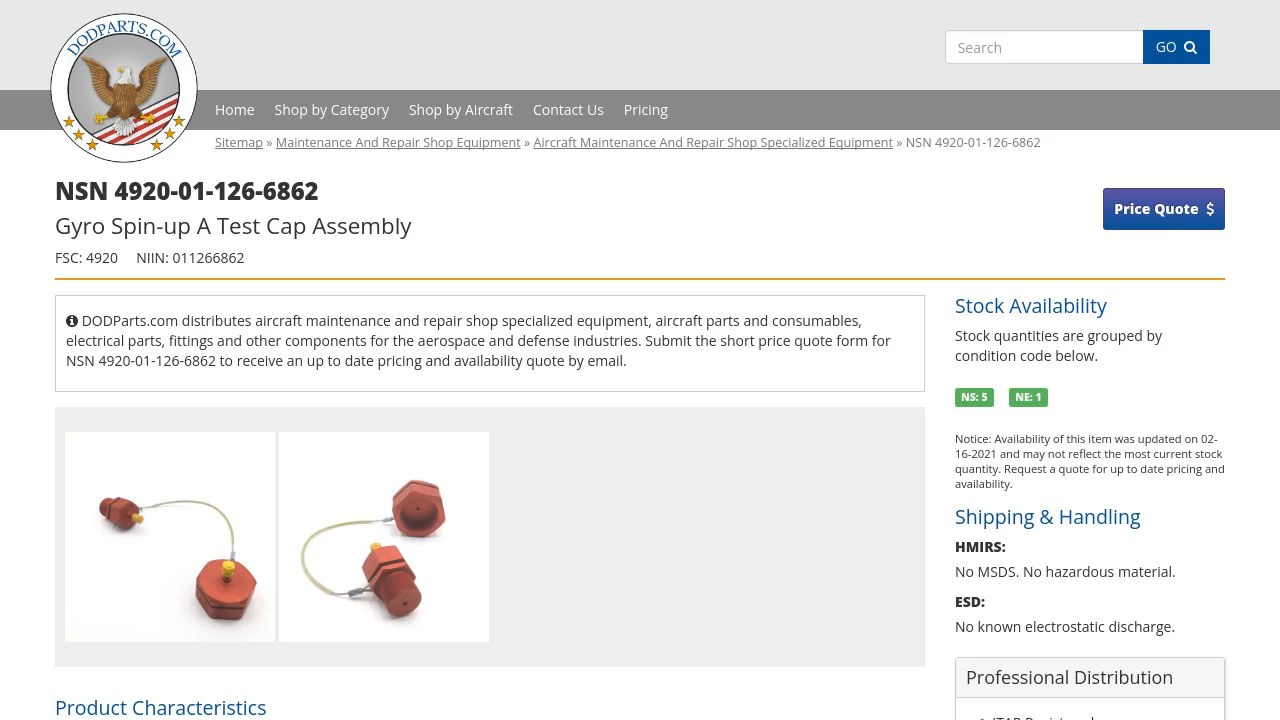 DODPARTS.COM
Search
GO
Home Shop by Category Shop by Aircraft Contact Us Pricing
Sitemap » Maintenance And Repair Shop Equipment » Aircraft Maintenance And Repair Shop Specialized Equipment » NSN 4920-01-126-6862
NSN 4920-01-126-6862
Gyro Spin-up A Test Cap Assembly
FSC: 4920 NIIN: 011266862
Price Quote $
DODParts.com distributes aircraft maintenance and repair shop specialized equipment, aircraft parts and consumables,
electrical parts, fittings and other components for the aerospace and defense industries. Submit the short price quote form for
NSN 4920-01-126-6862 to receive an up to date pricing and availability quote by email.
Product Characteristics
Stock Availability
Stock quantities are grouped by
condition code below.
NS: 5 NE: 1
Notice: Availability of this item was updated on 02-
16-2021 and may not reflect the most current stock
quantity. Request a quote for up to date pricing and
availability.
Shipping & Handling
HMIRS:
No MSDS. No hazardous material.
ESD:
No known electrostatic discharge.
Professional Distribution
ITAR Registered